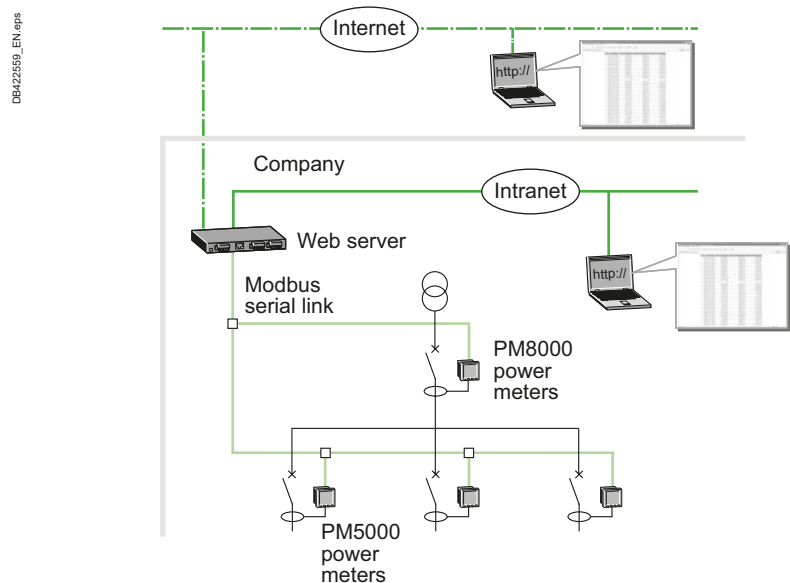 DB422559_EN.eps
Internet
http://
Company
Intranet
Web server
http://
Modbus
serial link
PM8000
power
meters
PM5000
power
meters